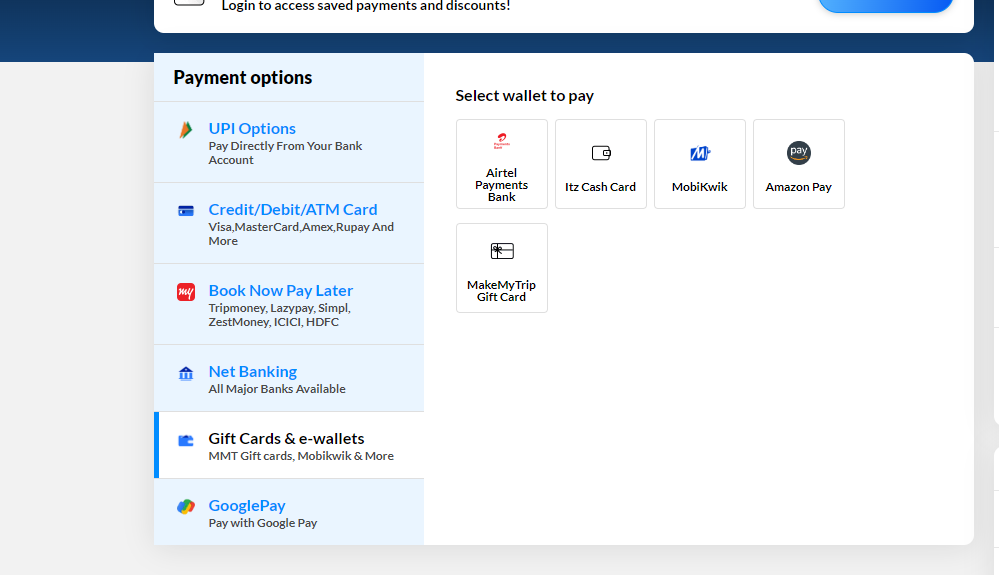 Login to access saved payments and discounts!
Payment options
UPI Options
Pay Directly From Your Bank
Account
Credit/Debit/ATM Card
Visa,MasterCard,Amex,Rupay And
More
my
Book Now Pay Later
Tripmoney, Lazypay, Simpl,
ZestMoney, ICICI, HDFC
Net Banking
All Major Banks Available
Gift Cards & e-wallets
MMT Gift cards, Mobikwik & More
GooglePay
Pay with Google Pay
Select wallet to pay
Airtel
Payments
Bank
Itz Cash Card
MobiKwik
pay
Amazon Pay
MakeMyTrip
Gift Card